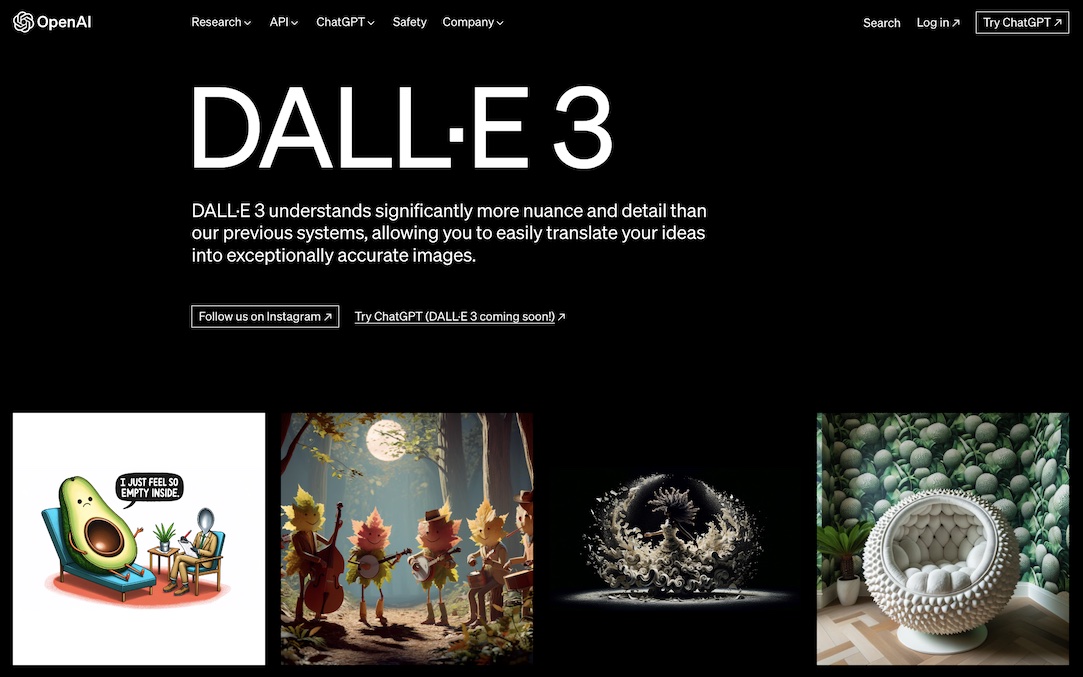 OpenAI
Research
API
ChatGPT
Safety
Company
Search
Log in ↗
Try ChatGPT ↗
DALL·E 3
DALL·E 3 understands significantly more nuance and detail than
our previous systems, allowing you to easily translate your ideas
into exceptionally accurate images.
Follow us on Instagram ↗
Try ChatGPT (DALL·E 3 coming soon!) ↗
I JUST FEEL SO
EMPTY INSIDE.